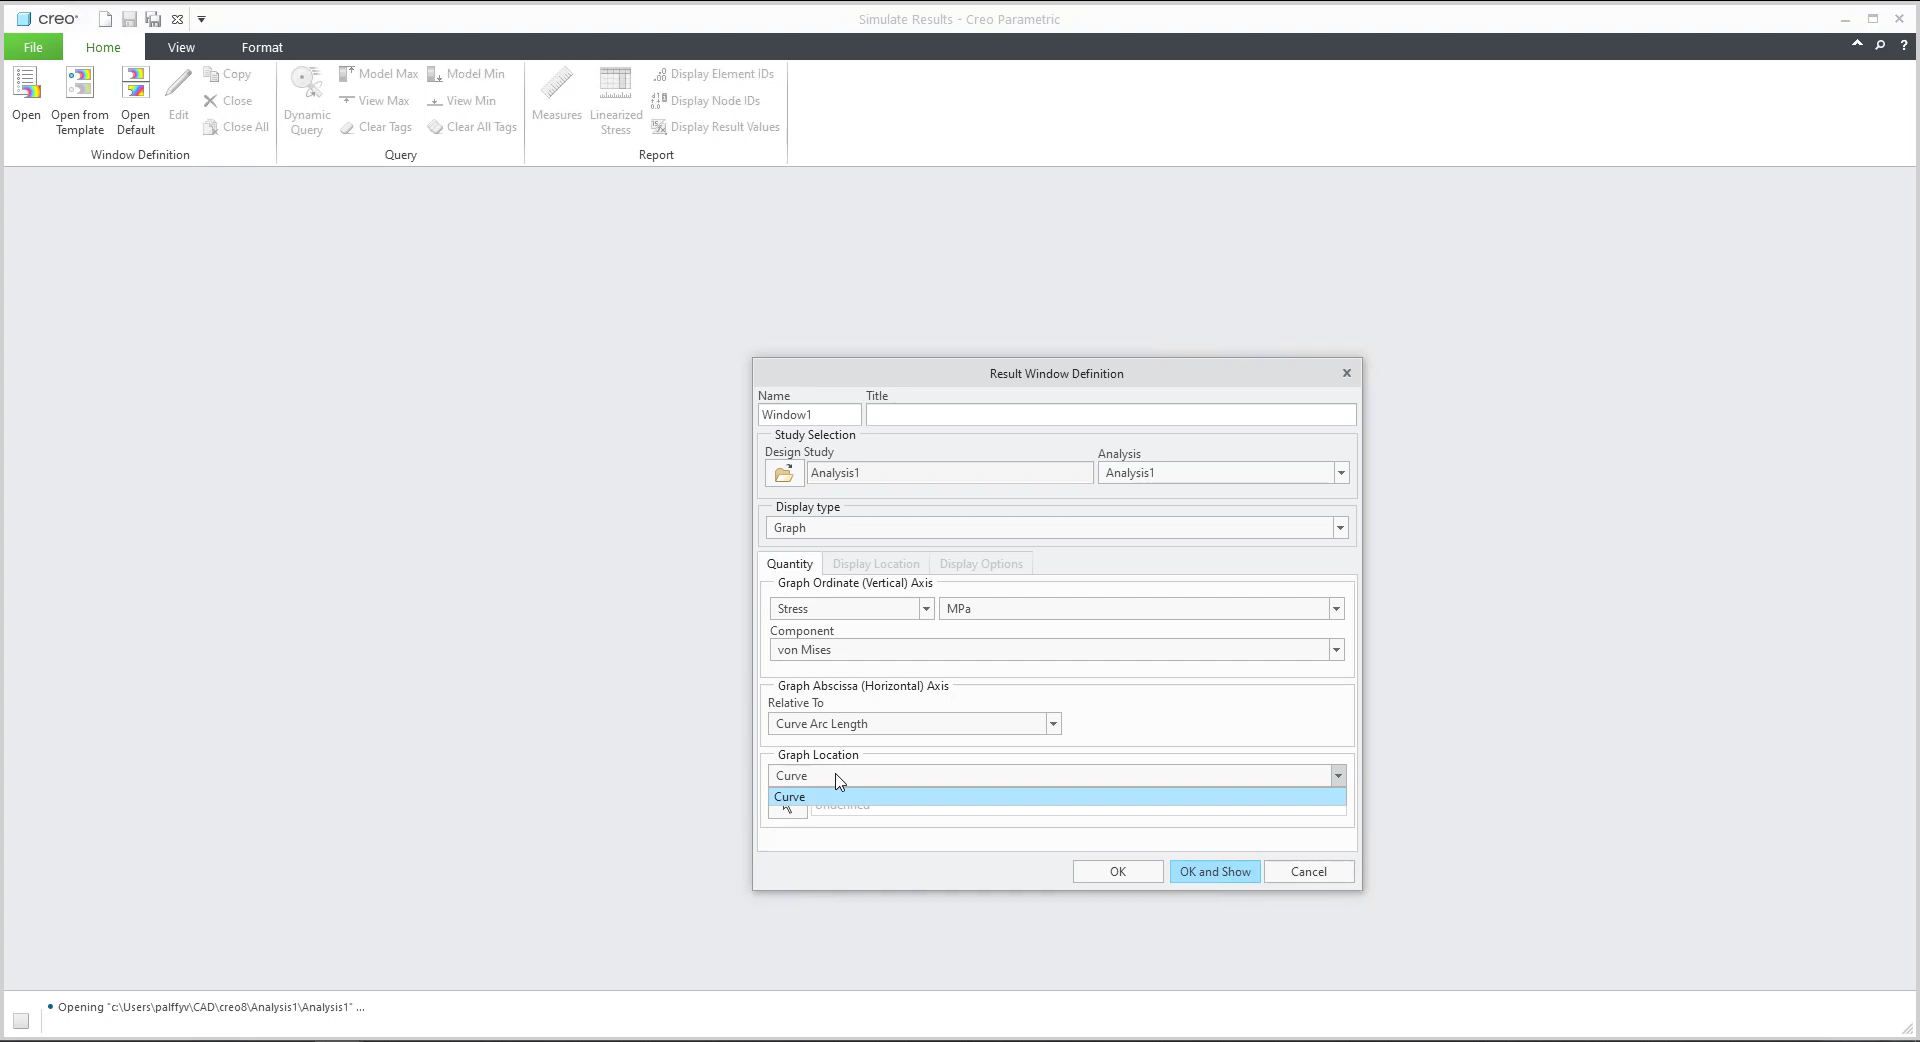 creo®
Simulate Results - Creo Parametric
File
Home
View
Format
?
Open
Open from
Template
Open
Default
Edit
Copy
Close
Close All
Window Definition
Dynamic
Query
Model Max
Model Min
View Max
View Min
Clear Tags
Clear All Tags
Query
Measures
Linearized
Stress
Display Element IDs
Display Node IDs
Display Result Values
Report
Result Window Definition
Name
Title
Window1
Study Selection
Design Study
Analysis
Analysis1
Analysis1
Display type
Graph
Quantity
Display Location
Display Options
Graph Ordinate (Vertical) Axis
Stress
MPa
Component
von Mises
Graph Abscissa (Horizontal) Axis
Relative To
Curve Arc Length
Graph Location
Curve
Curve
Undefined
OK
OK and Show
Cancel
Opening "c:\Users\palffyv\CAD\creo8\Analysis1\Analysis1" ...